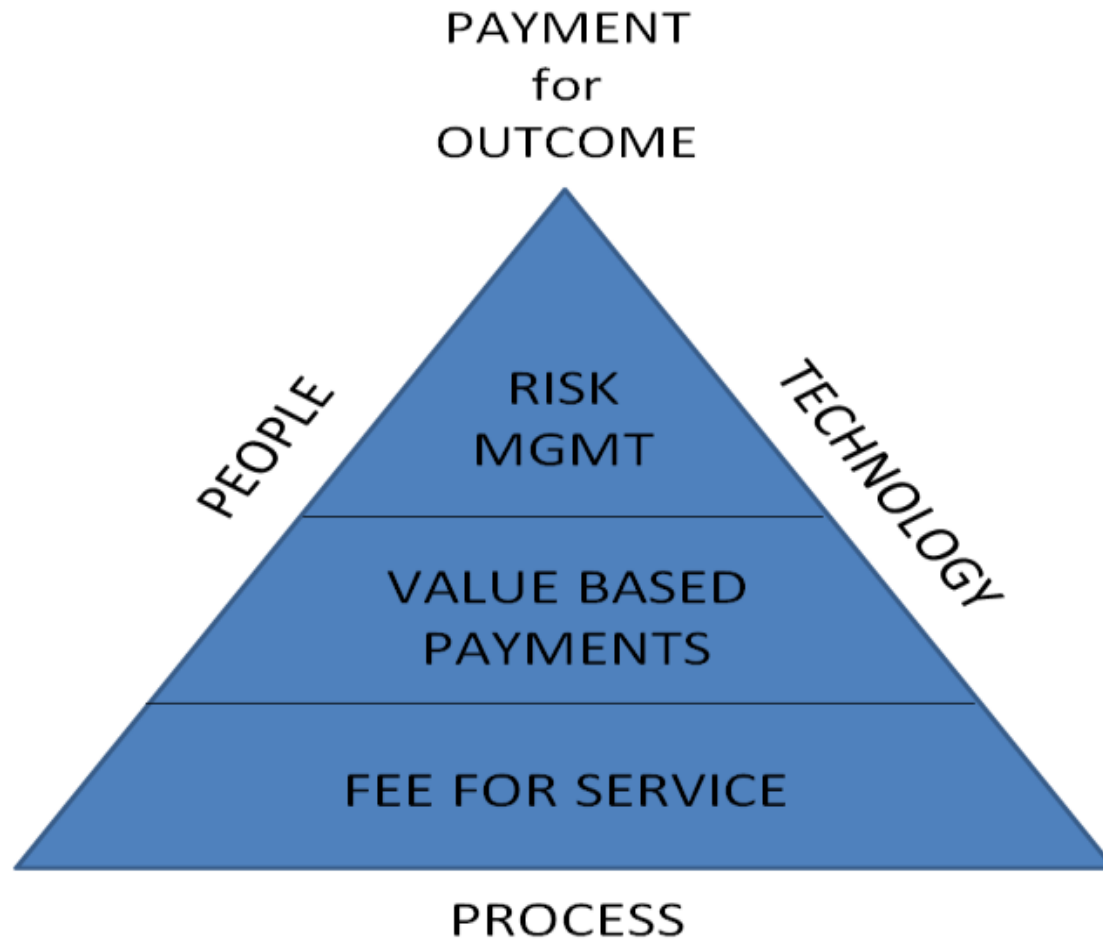 PAYMENT
for
OUTCOME
PEOPLE
TECHNOLOGY
RISK
MGMT
VALUE BASED
PAYMENTS
FEE FOR SERVICE
PROCESS